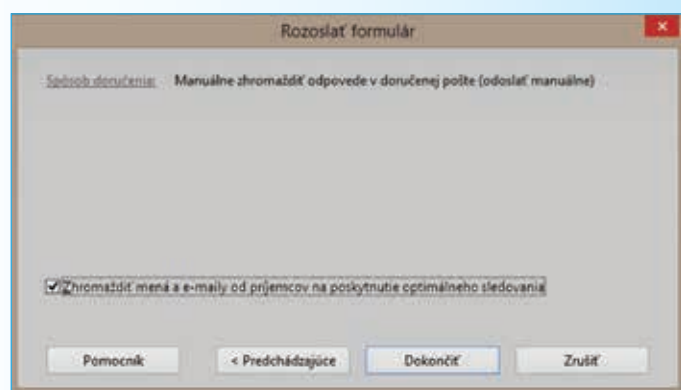 Rozoslať formulár
Spôsob doručenia: Manuálne zhromaždiť odpovede v doručenej pošte (odoslať manuálne)
Zhromaždiť mená a e-maily od príjemcov na poskytnutie optimálneho sledovania
Pomocník < Predchádzajúce Dokončiť Zrušiť